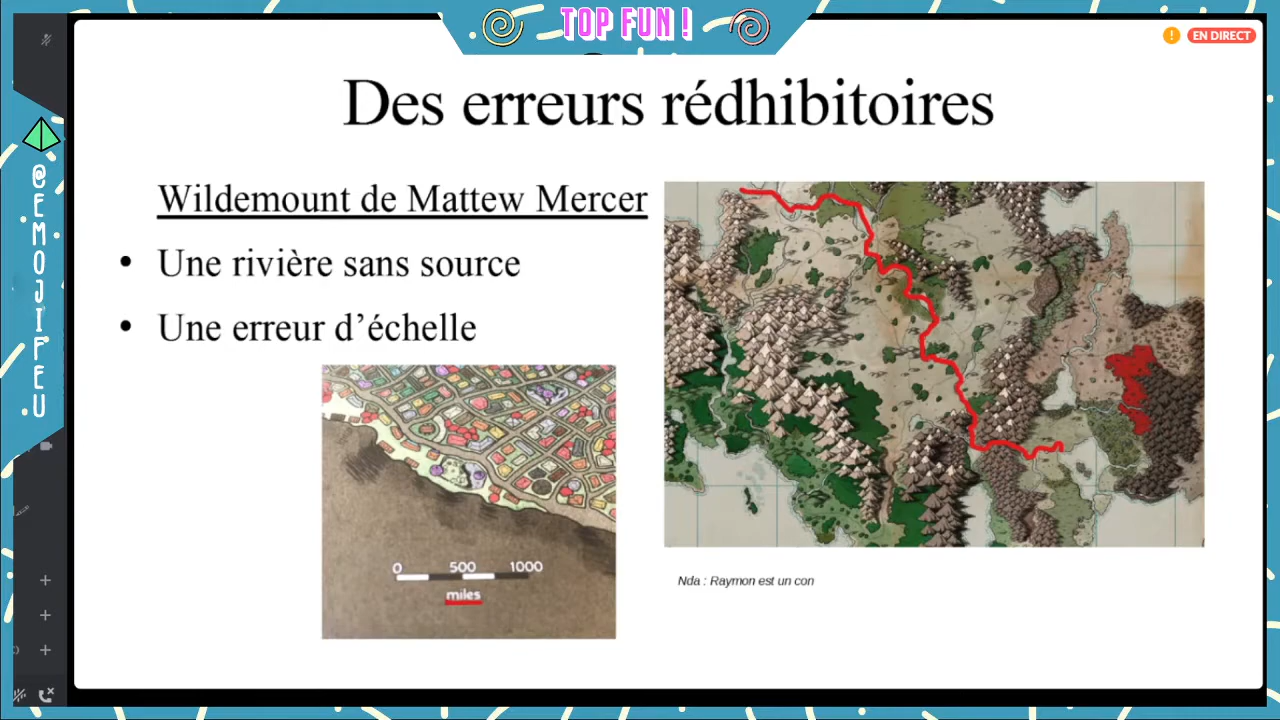 TOP FUN !
EN DIRECT
@EMOJIFEU
Des erreurs rédhibitoires
Wildemount de Mattew Mercer
• Une rivière sans source
• Une erreur d’échelle
0 500 1000
miles
Nda : Raymon est un con